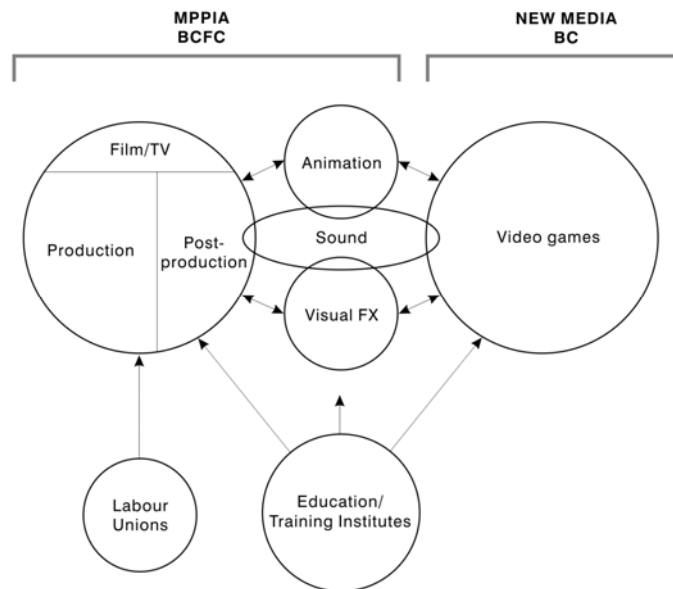 MPPIA
BCFC
NEW MEDIA
BC
Film/TV
Animation
Production
Post-
production
Sound
Video games
Visual FX
Labour
Unions
Education/
Training Institutes